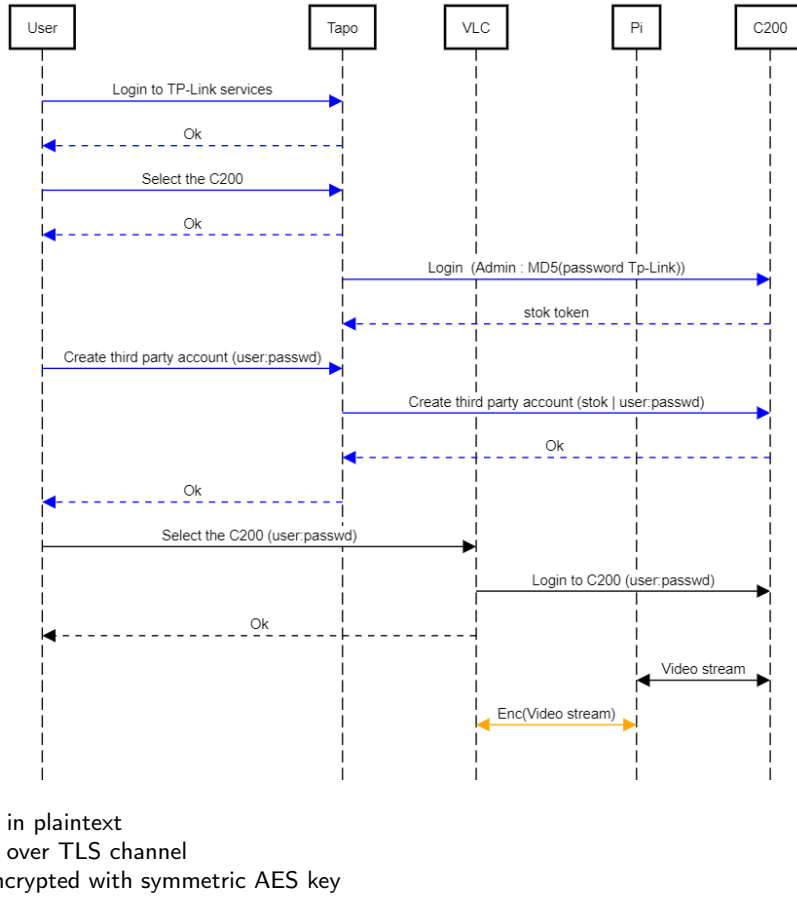 User Tapo VLC Pi C200
Login to TP-Link services
Ok
Select the C200
Ok
Login (Admin : MD5(password Tp-Link))
stok token
Create third party account (user:passwd)
Create third party account (stok | user:passwd)
Ok
Ok
Select the C200 (user:passwd)
Login to C200 (user:passwd)
Ok
Video stream
Enc(Video stream)
in plaintext
over TLS channel
ncrypted with symmetric AES key